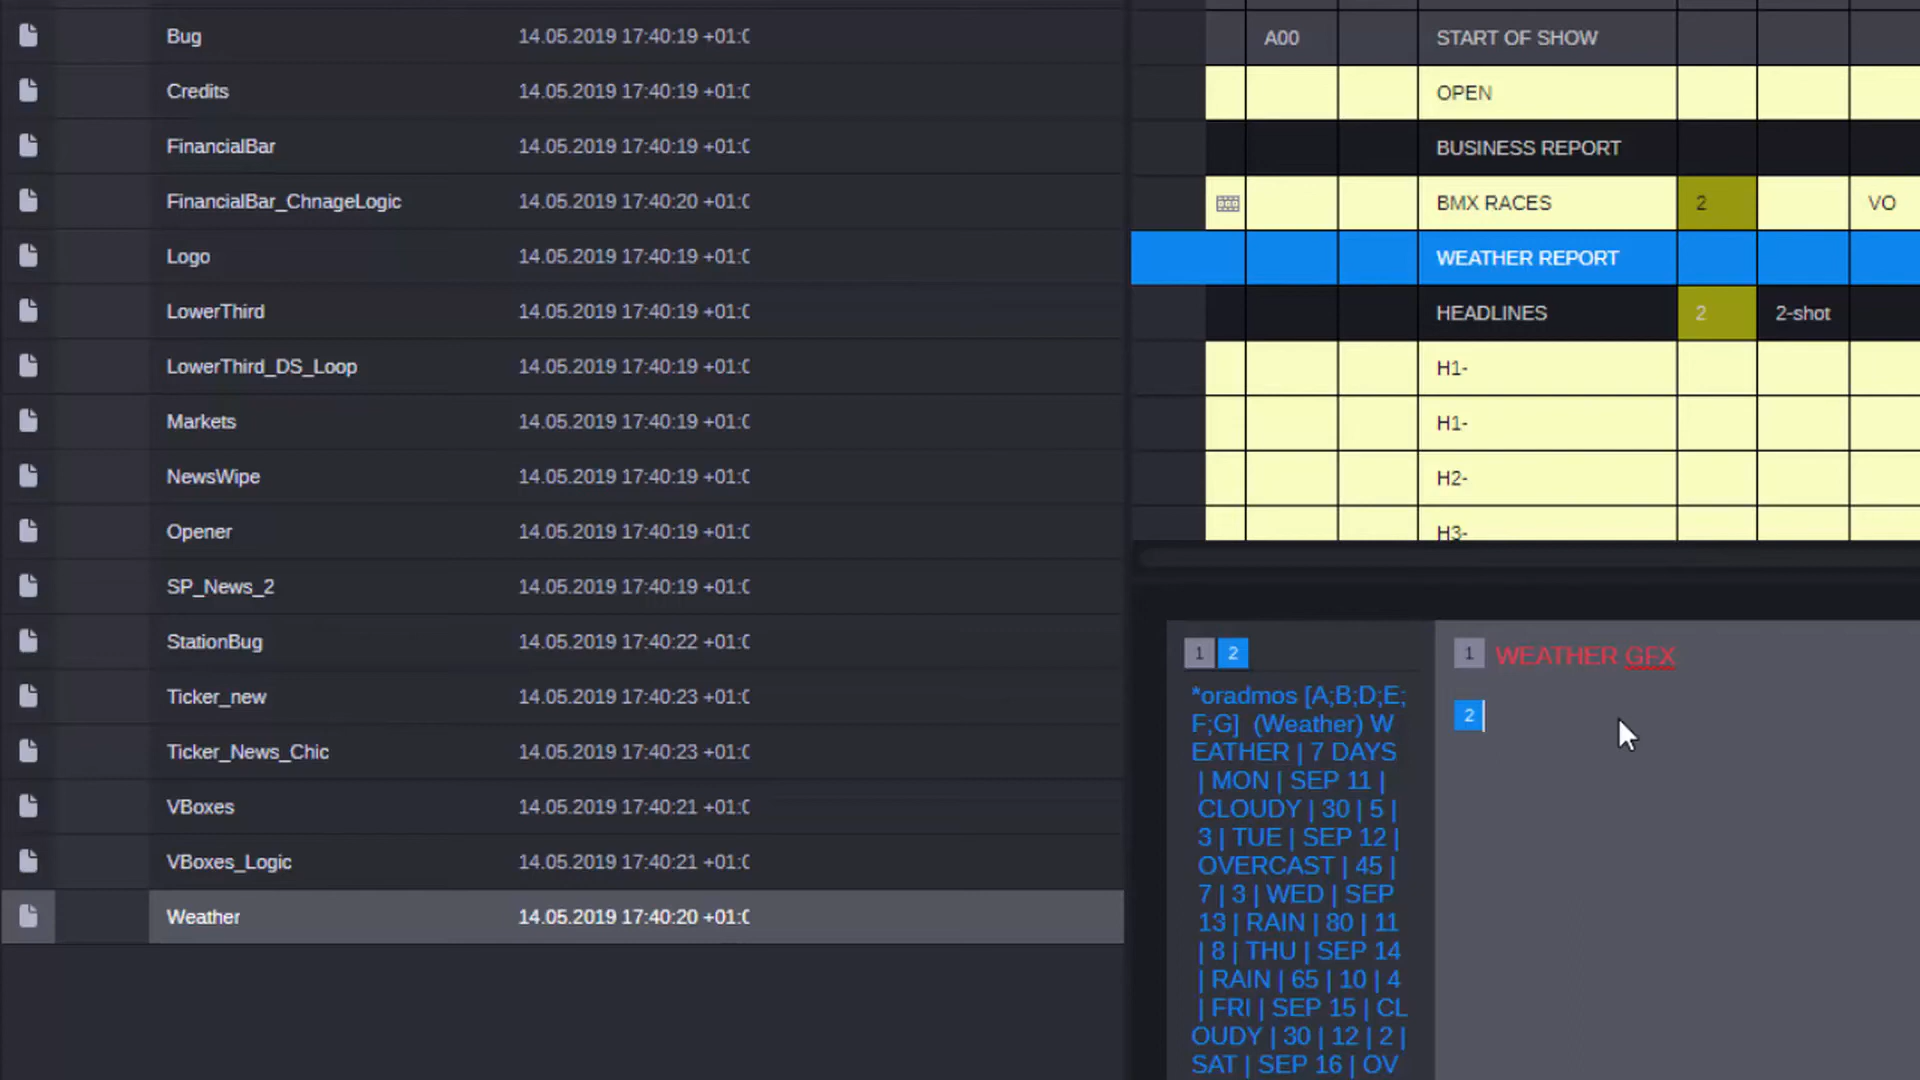 Bug 14.05.2019 17:40:19 +01:0
Credits 14.05.2019 17:40:19 +01:0
FinancialBar 14.05.2019 17:40:19 +01:0
FinancialBar_ChnageLogic 14.05.2019 17:40:20 +01:0
Logo 14.05.2019 17:40:19 +01:0
LowerThird 14.05.2019 17:40:19 +01:0
LowerThird_DS_Loop 14.05.2019 17:40:19 +01:0
Markets 14.05.2019 17:40:19 +01:0
NewsWipe 14.05.2019 17:40:19 +01:0
Opener 14.05.2019 17:40:19 +01:0
SP_News_2 14.05.2019 17:40:19 +01:0
StationBug 14.05.2019 17:40:22 +01:0
Ticker_new 14.05.2019 17:40:23 +01:0
Ticker_News_Chic 14.05.2019 17:40:23 +01:0
VBoxes 14.05.2019 17:40:21 +01:0
VBoxes_Logic 14.05.2019 17:40:21 +01:0
Weather 14.05.2019 17:40:20 +01:0
A00 START OF SHOW
OPEN
BUSINESS REPORT
BMX RACES 2 VO
WEATHER REPORT
HEADLINES 2 2-shot
H1-
H1-
H2-
H3-
1 2
*oradmos [A;B;D;E;
F;G] (Weather) W
EATHER | 7 DAYS
| MON | SEP 11 |
CLOUDY | 30 | 5 |
3 | TUE | SEP 12 |
OVERCAST | 45 |
7 | 3 | WED | SEP
13 | RAIN | 80 | 11
| 8 | THU | SEP 14
| RAIN | 65 | 10 | 4
| FRI | SEP 15 | CL
OUDY | 30 | 12 | 2 |
SAT | SEP 16 | OV
1 WEATHER GFX
2